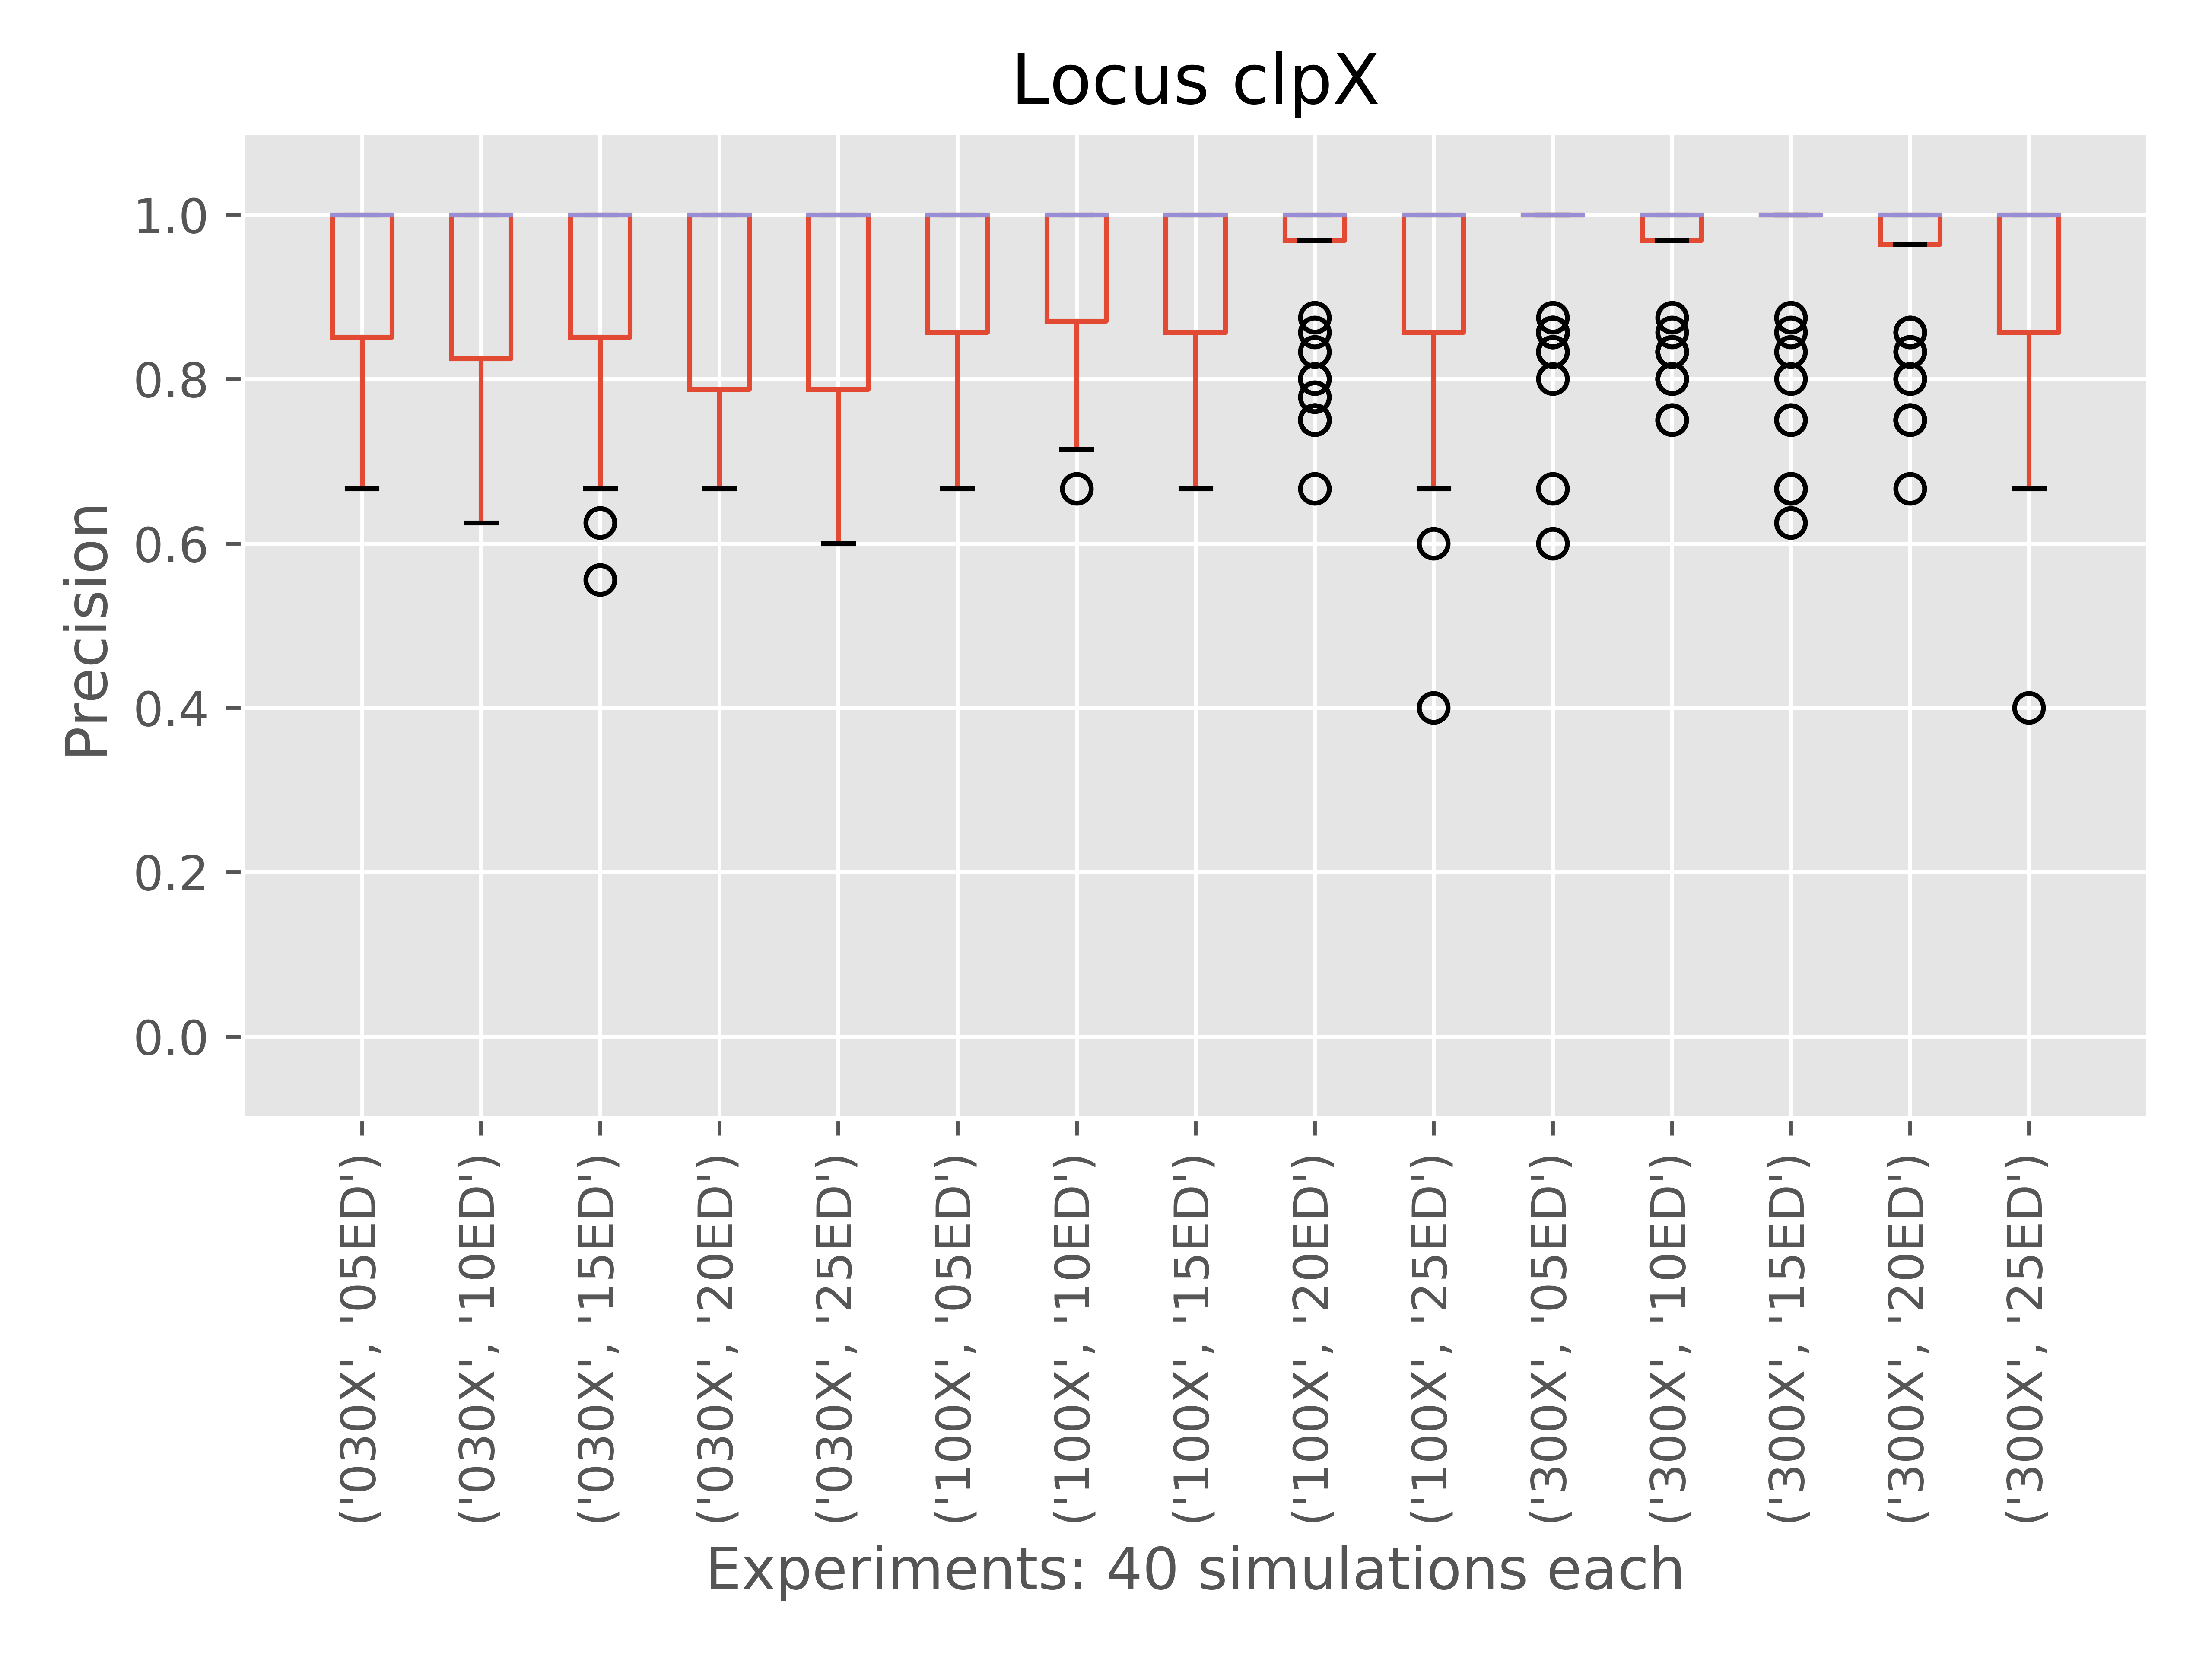 Locus clpX
Precision
1.0
0.8
0.6
0.4
0.2
0.0
('030X', '05ED')
('030X', '10ED')
('030X', '15ED')
('030X', '20ED')
('030X', '25ED')
('100X', '05ED')
('100X', '10ED')
('100X', '15ED')
('100X', '20ED')
('100X', '25ED')
('300X', '05ED')
('300X', '10ED')
('300X', '15ED')
('300X', '20ED')
('300X', '25ED')
Experiments: 40 simulations each